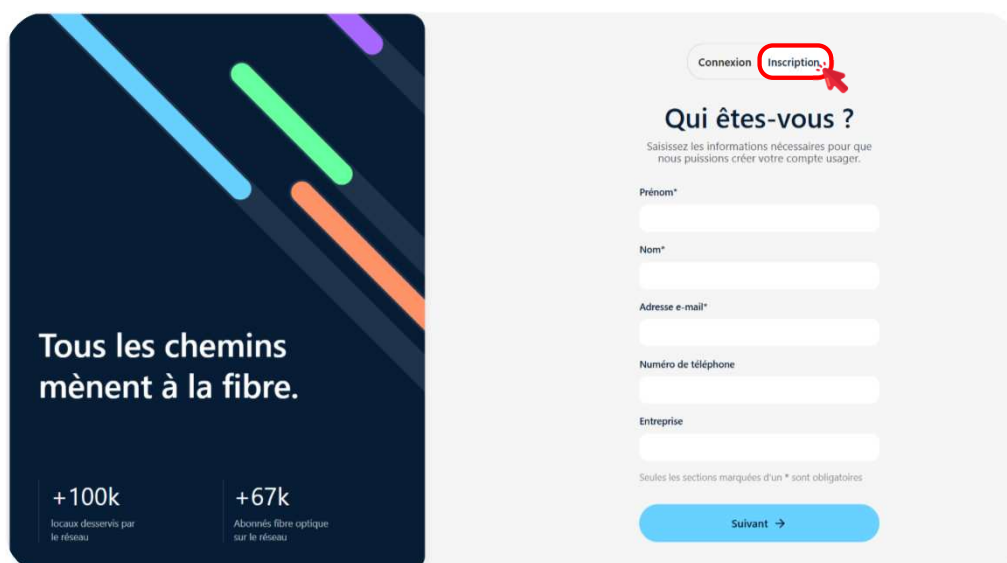 Tous les chemins
mènent à la fibre.
+100k
locaux desservis par
le réseau
+67k
Abonnés fibre optique
sur le réseau
Connexion Inscription
Qui êtes-vous ?
Saisissez les informations nécessaires pour que
nous puissions créer votre compte usager.
Prénom*
Nom*
Adresse e-mail*
Numéro de téléphone
Entreprise
Seules les sections marquées d'un * sont obligatoires
Suivant →